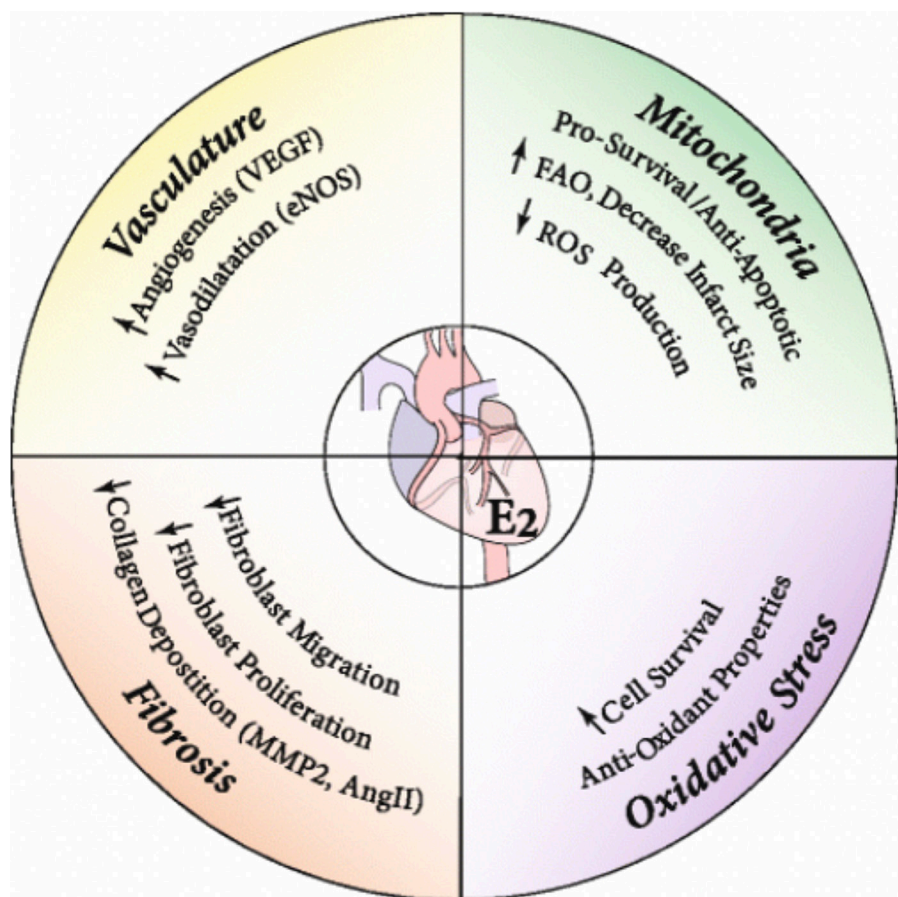 Vasculature
↑ Angiogenesis (VEGF)
↑ Vasodilatation (eNOS)
Mitochondria
Pro-Survival/Anti-Apoptotic
↑ FAO, Decrease Infarct Size
↓ ROS Production
E2
↓ Fibroblast Migration
↓ Fibroblast Proliferation
↓ Collagen Depostition (MMP2, AngII)
Fibrosis
↑ Cell Survival
Anti-Oxidant Properties
Oxidative Stress